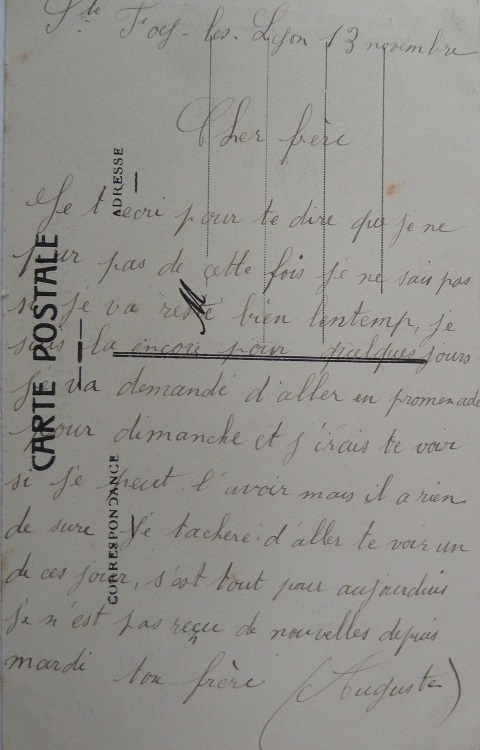 Ste Foy-les-Lyon 13 novembre
Cher frère
Je t ecri pour te dire que je ne
pas de cette fois je ne sais pas
si je va resté bien lontemp, je
suis la encore pour quelques jours
Je va demandé d'aller en promenade
pour dimanche et j'irais te voir
si je peut l'avoir mais il a rien
de sure Je tachere d'aller te voir un
de ces jour, s'est tout pour aujourduis
je n'est pas reçu de nouvelles depuis
mardi ton frère (Auguste)
CARTE POSTALE
ADRESSE
M
CORRESPONDANCE